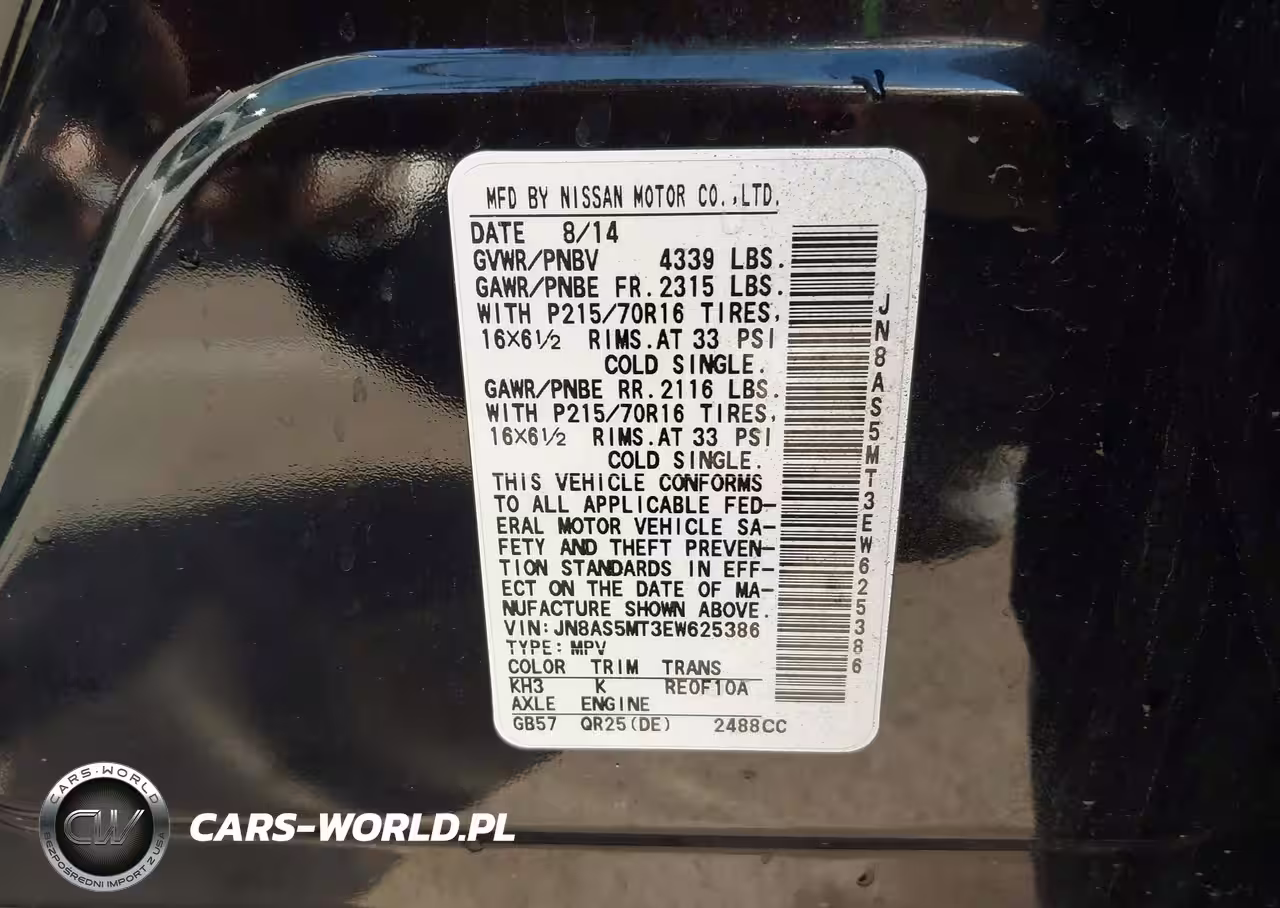 MFD BY NISSAN MOTOR CO.,LTD.
DATE 8/14
GVWR/PNBV 4339 LBS.
GAWR/PNBE FR.2315 LBS.
WITH P215/70R16 TIRES,
16X6½ RIMS.AT 33 PSI
COLD SINGLE.
GAWR/PNBE RR.2116 LBS.
WITH P215/70R16 TIRES,
16X6½ RIMS.AT 33 PSI
COLD SINGLE.
THIS VEHICLE CONFORMS
TO ALL APPLICABLE FED-
ERAL MOTOR VEHICLE SA-
FETY AND THEFT PREVEN-
TION STANDARDS IN EFF-
ECT ON THE DATE OF MA-
NUFACTURE SHOWN ABOVE.
VIN:JN8AS5MT3EW625386
TYPE: MPV
COLOR TRIM TRANS
KH3 K RE0F10A
AXLE ENGINE
GB57 QR25(DE) 2488CC
JN8AS5MT3EW625386
CARS-WORLD
CW
BEZPOŚREDNI IMPORT Z USA
CARS-WORLD.PL